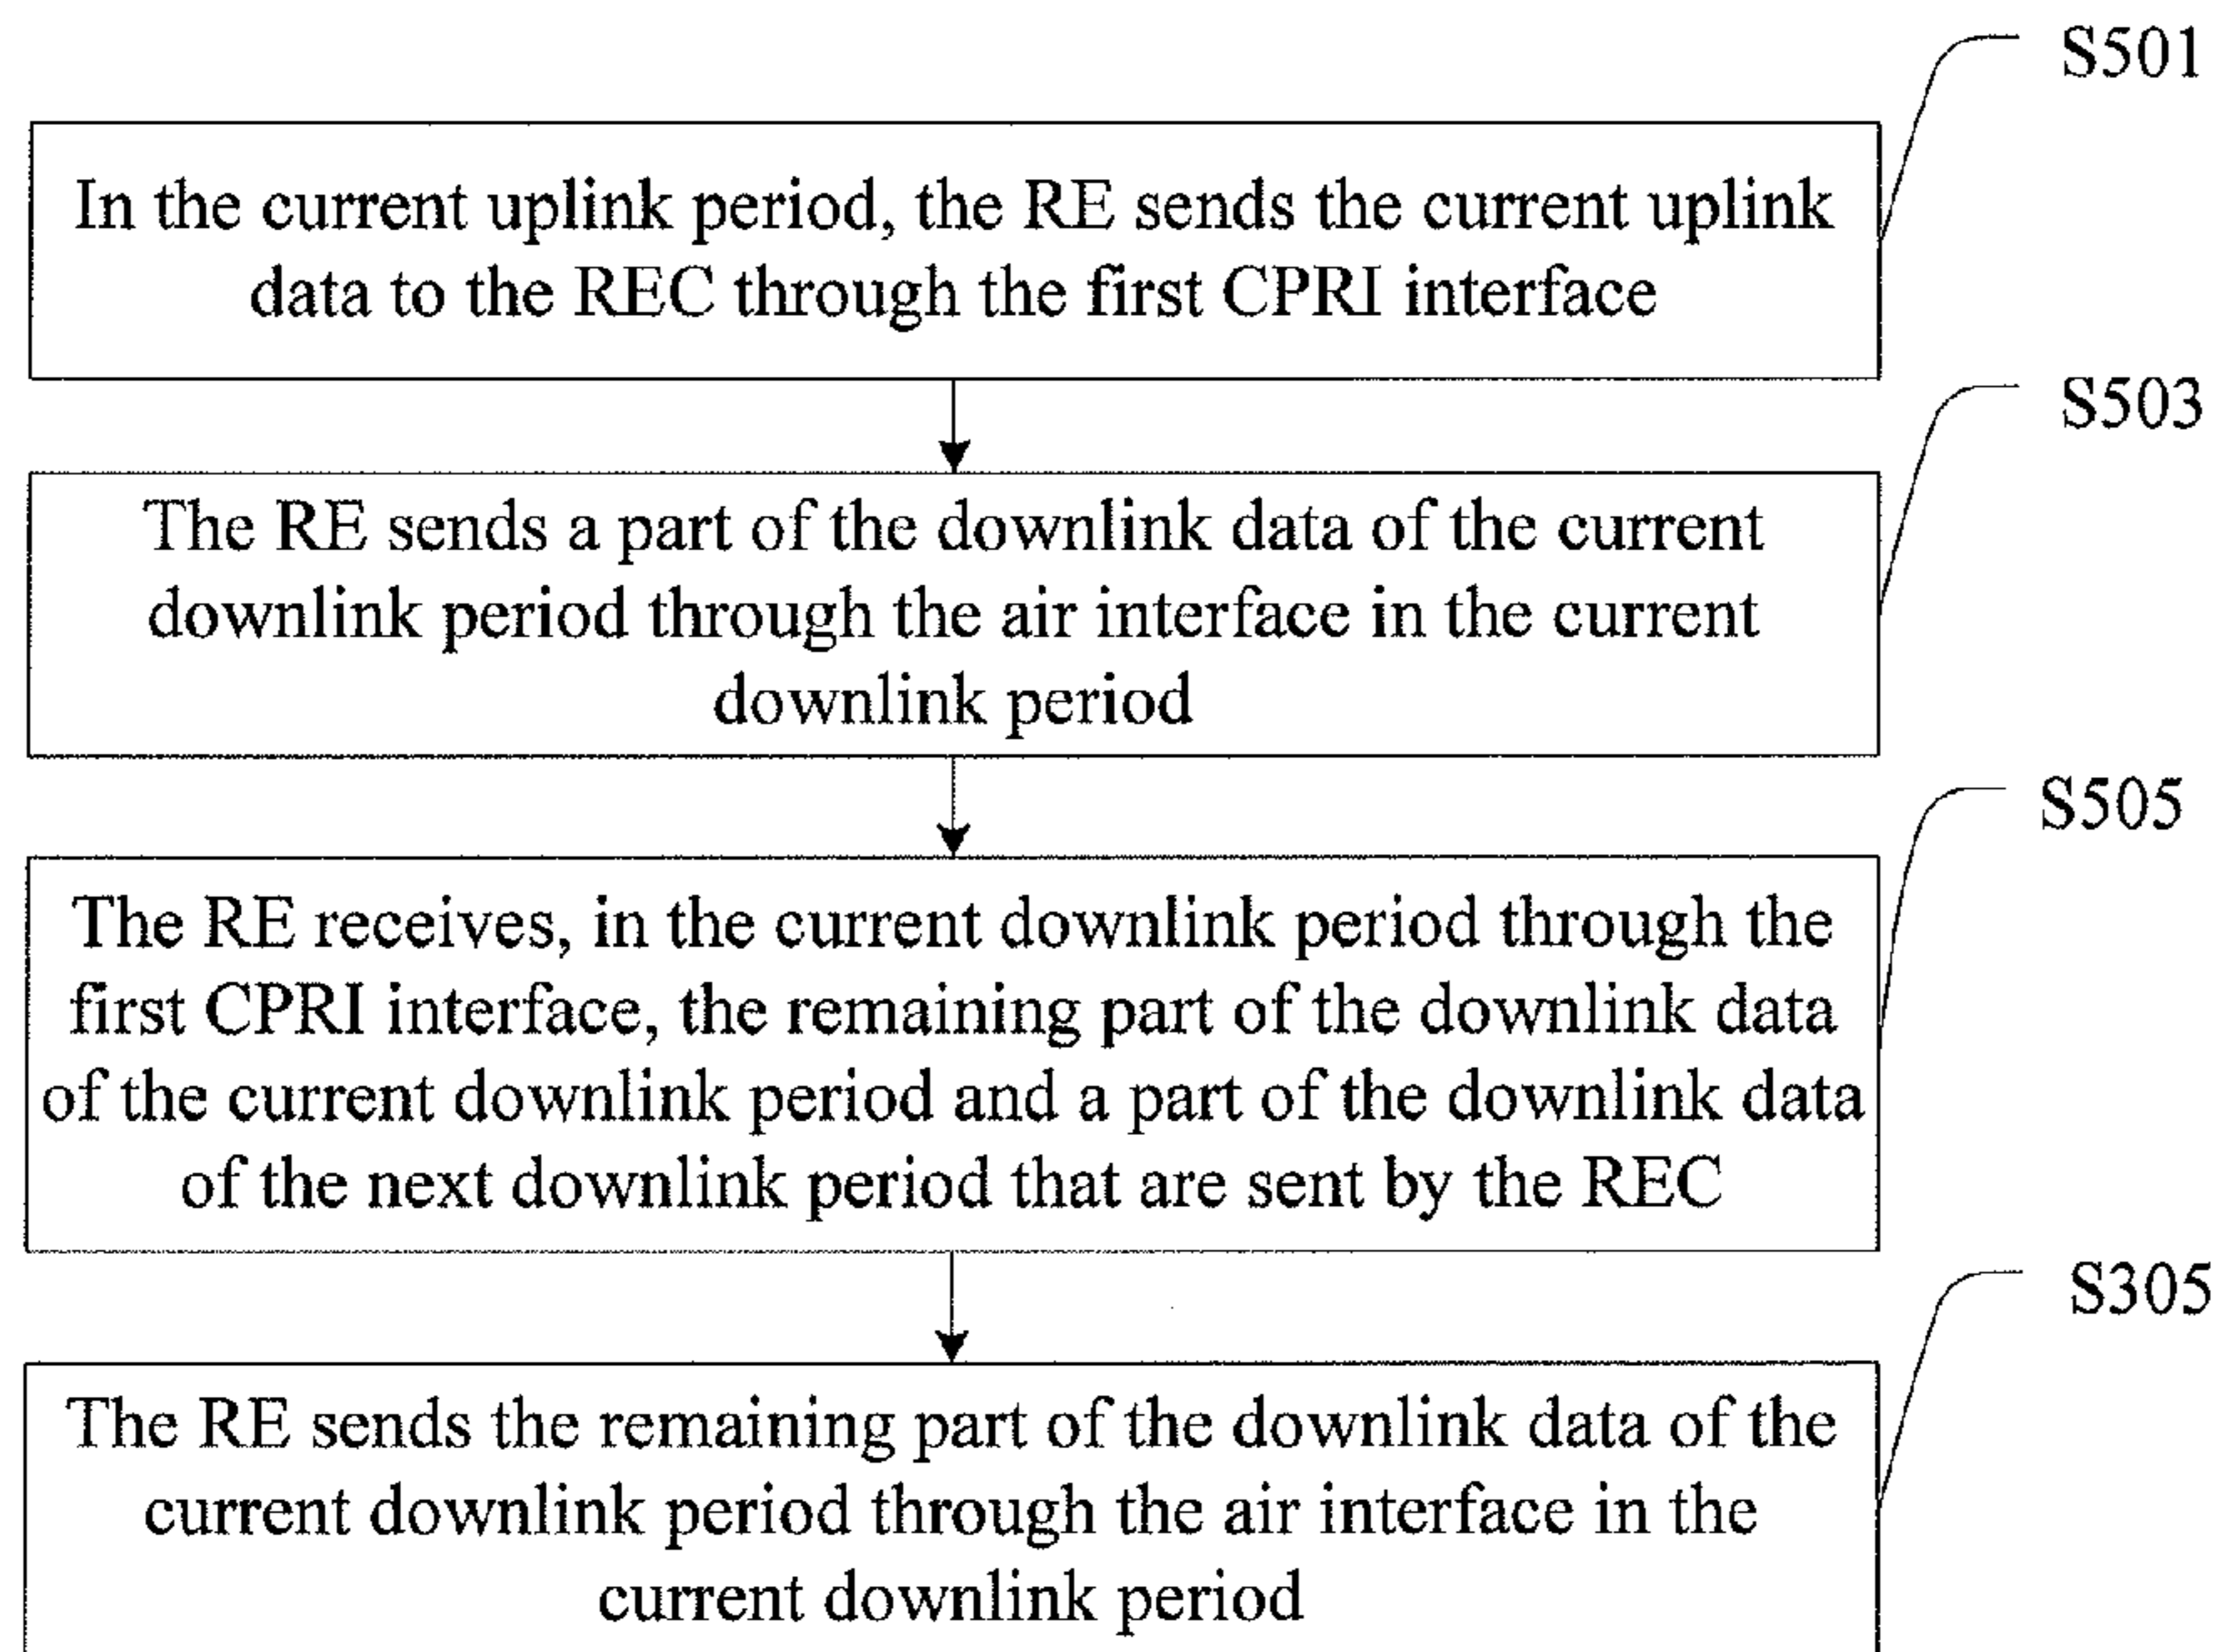 S501
In the current uplink period, the RE sends the current uplink
data to the REC through the first CPRI interface
S503
The RE sends a part of the downlink data of the current
downlink period through the air interface in the current
downlink period
S505
The RE receives, in the current downlink period through the
first CPRI interface, the remaining part of the downlink data
of the current downlink period and a part of the downlink data
of the next downlink period that are sent by the REC
S305
The RE sends the remaining part of the downlink data of the
current downlink period through the air interface in the
current downlink period